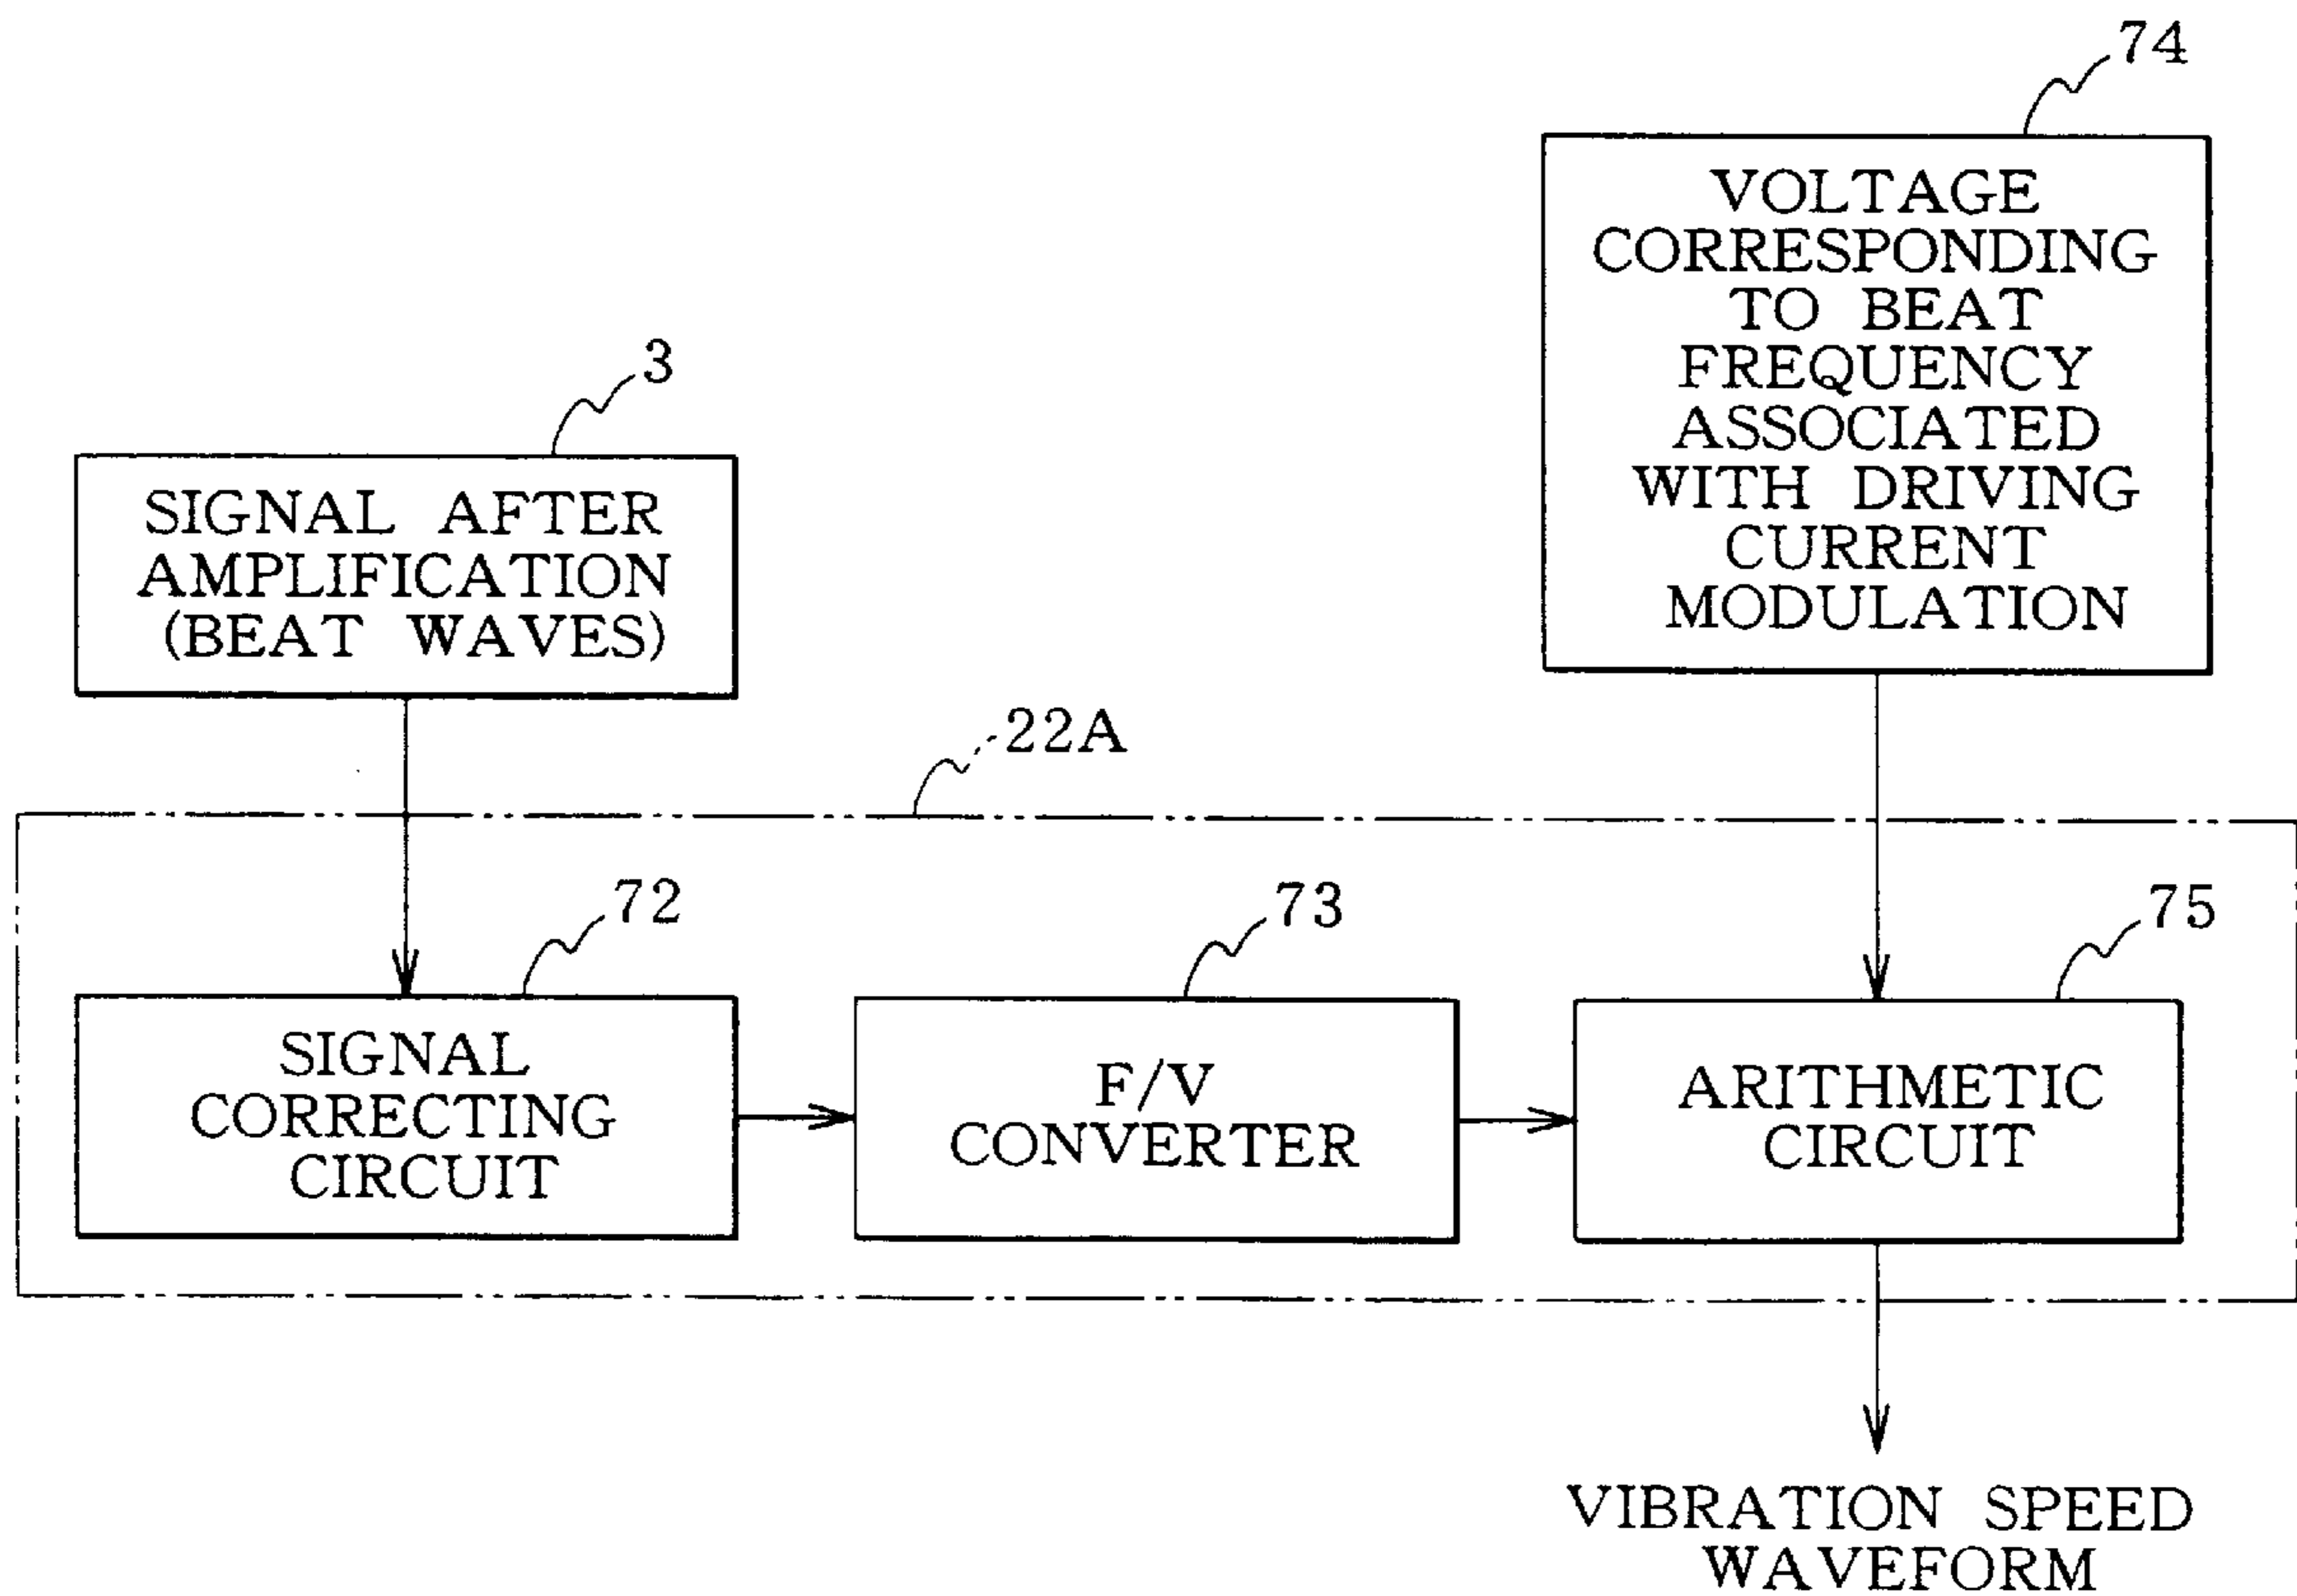 74
VOLTAGE
CORRESPONDING
TO BEAT
FREQUENCY
ASSOCIATED
WITH DRIVING
CURRENT
MODULATION
3
SIGNAL AFTER
AMPLIFICATION
(BEAT WAVES)
22A
72
SIGNAL
CORRECTING
CIRCUIT
73
F/V
CONVERTER
75
ARITHMETIC
CIRCUIT
VIBRATION SPEED
WAVEFORM